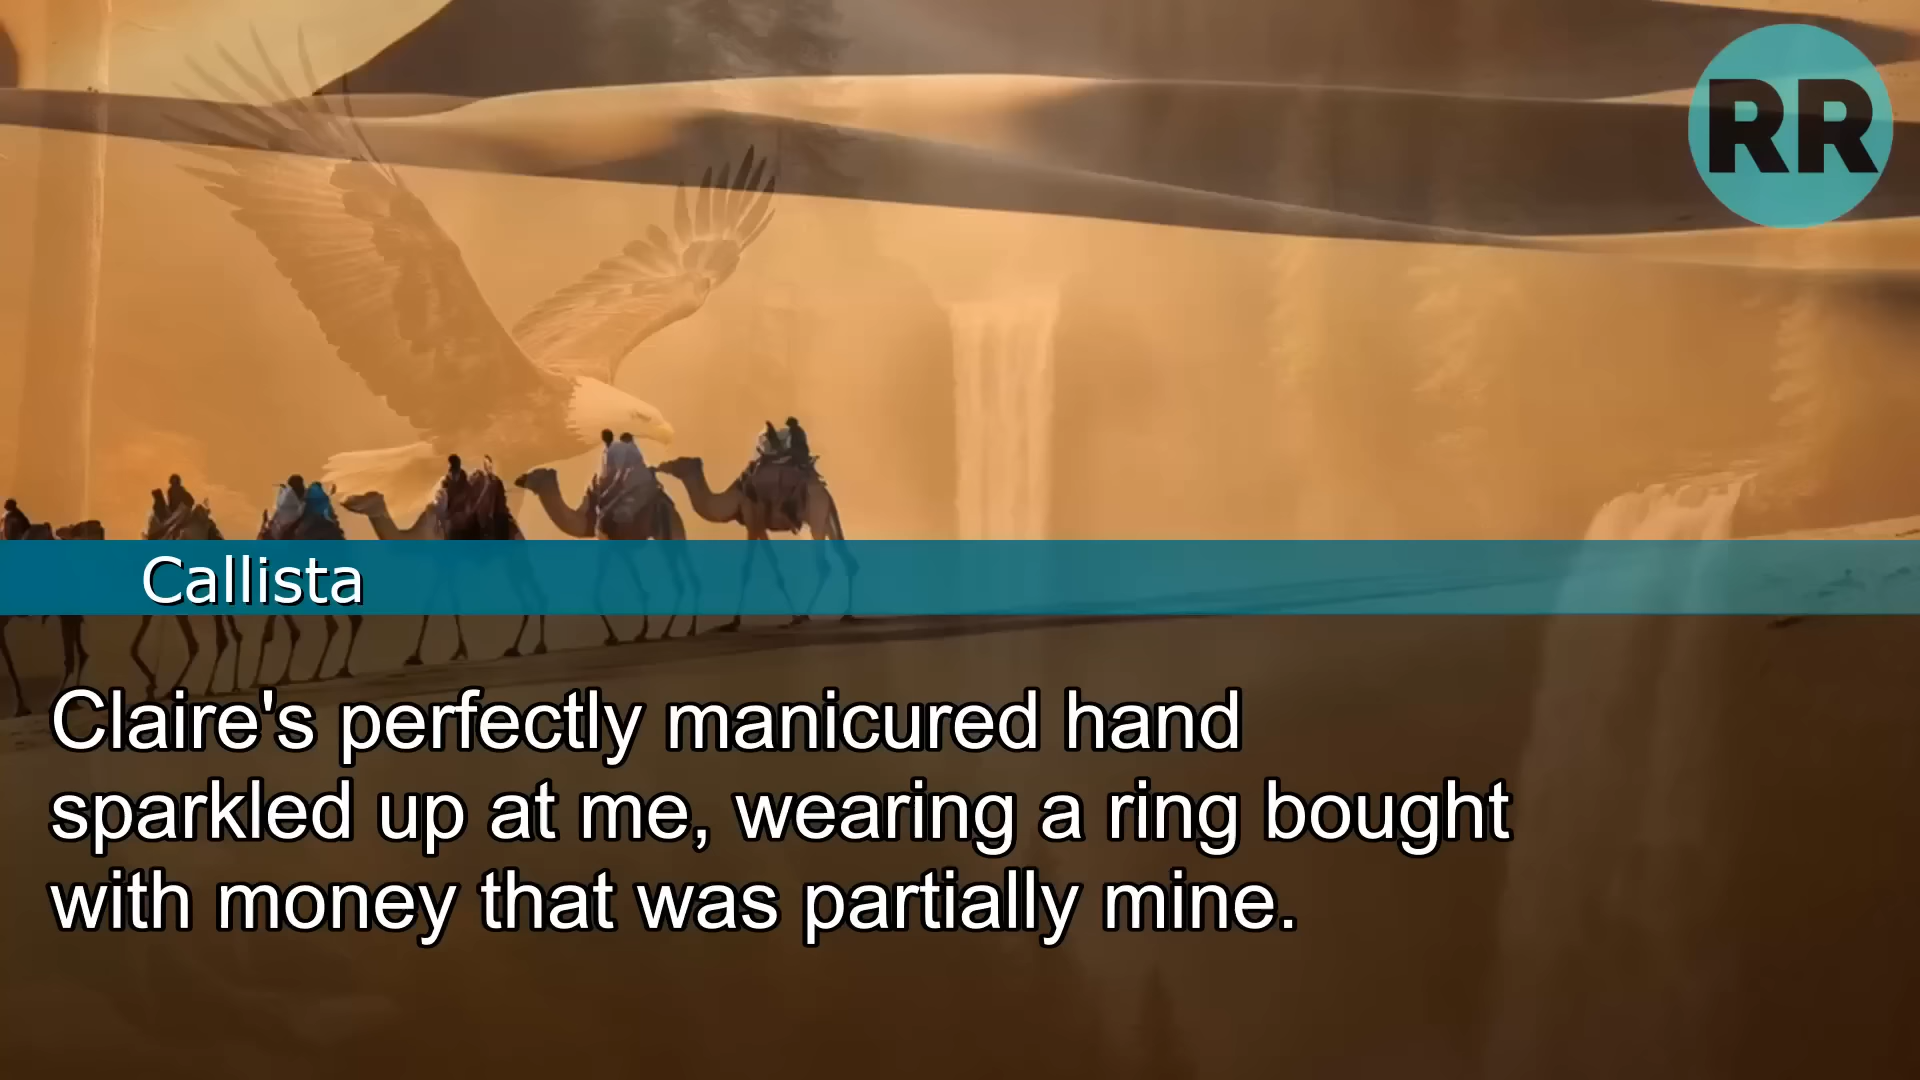 RR
Callista
Claire's perfectly manicured hand
sparkled up at me, wearing a ring bought
with money that was partially mine.